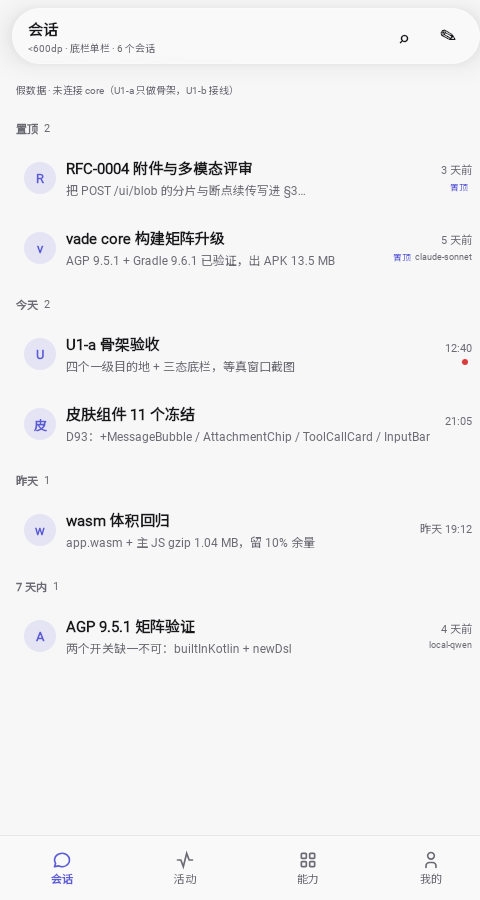 会话
<600dp · 底栏单栏 · 6 个会话
假数据 · 未连接 core（U1-a 只做骨架，U1-b 接线）
置顶 2
R
RFC-0004 附件与多模态评审
3 天前
把 POST /ui/blob 的分片与断点续传写进 §3…
置顶
v
vade core 构建矩阵升级
5 天前
AGP 9.5.1 + Gradle 9.6.1 已验证，出 APK 13.5 MB
置顶 claude-sonnet
今天 2
U
U1-a 骨架验收
12:40
四个一级目的地 + 三态底栏，等真窗口截图
皮
皮肤组件 11 个冻结
21:05
D93：+MessageBubble / AttachmentChip / ToolCallCard / InputBar
昨天 1
w
wasm 体积回归
昨天 19:12
app.wasm + 主 JS gzip 1.04 MB，留 10% 余量
7 天内 1
A
AGP 9.5.1 矩阵验证
4 天前
两个开关缺一不可：builtInKotlin + newDsl
local-qwen
会话
活动
能力
我的